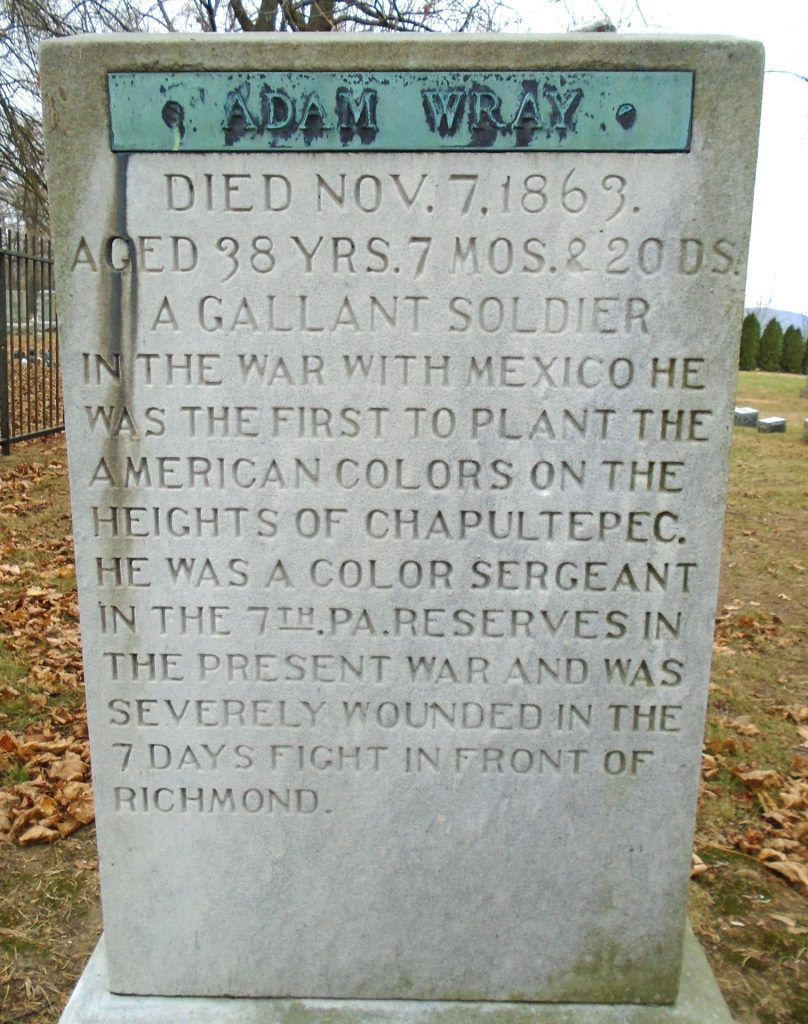 ADAM WRAY
DIED NOV. 7, 1863.
AGED 38 YRS. 7 MOS. & 20 DS.
A GALLANT SOLDIER
IN THE WAR WITH MEXICO HE
WAS THE FIRST TO PLANT THE
AMERICAN COLORS ON THE
HEIGHTS OF CHAPULTEPEC.
HE WAS A COLOR SERGEANT
IN THE 7TH. PA. RESERVES IN
THE PRESENT WAR AND WAS
SEVERELY WOUNDED IN THE
7 DAYS FIGHT IN FRONT OF
RICHMOND.